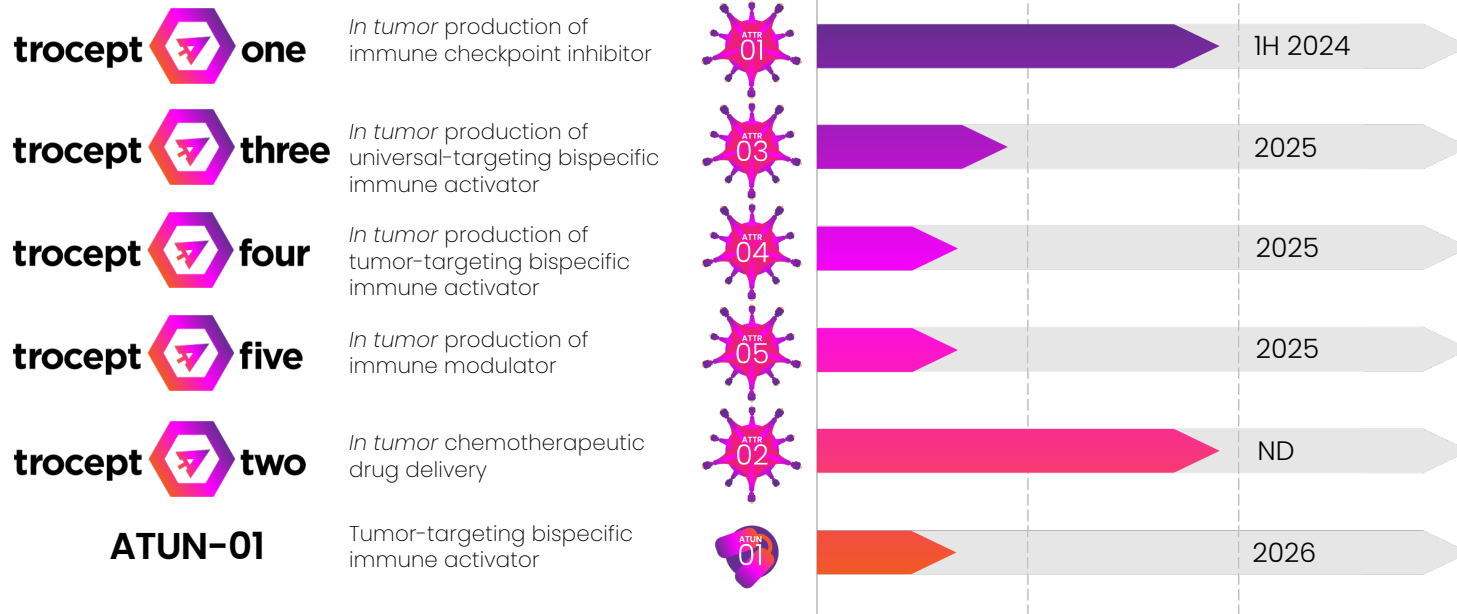 trocept one
In tumor production of
immune checkpoint inhibitor
ATTR
01
1H 2024
trocept three
In tumor production of
universal-targeting bispecific
immune activator
ATTR
03
2025
trocept four
In tumor production of
tumor-targeting bispecific
immune activator
ATTR
04
2025
trocept five
In tumor production of
immune modulator
ATTR
05
2025
trocept two
In tumor chemotherapeutic
drug delivery
ATTR
02
ND
ATUN-01
Tumor-targeting bispecific
immune activator
ATUN
01
2026